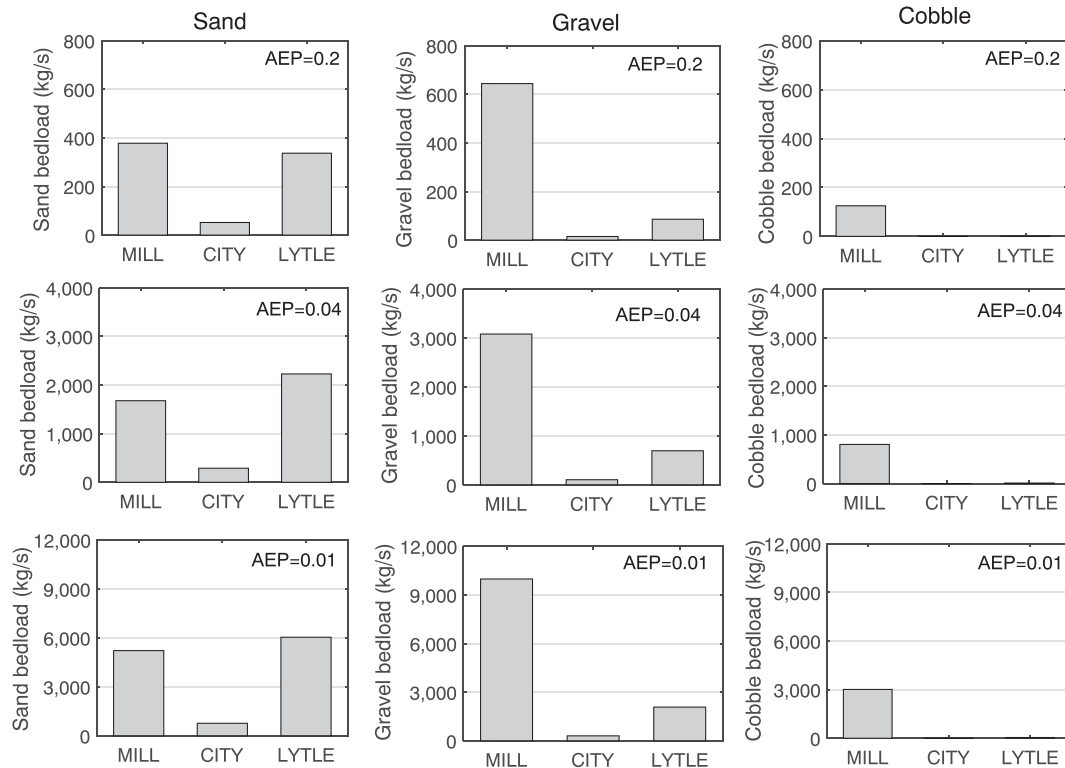 Sand
Gravel
Cobble
Sand bedload (kg/s)
800
600
400
200
0
AEP=0.2
MILL CITY LYTLE
Gravel bedload (kg/s)
800
600
400
200
0
AEP=0.2
MILL CITY LYTLE
Cobble bedload (kg/s)
800
600
400
200
0
AEP=0.2
MILL CITY LYTLE
Sand bedload (kg/s)
4,000
3,000
2,000
1,000
0
AEP=0.04
MILL CITY LYTLE
Gravel bedload (kg/s)
4,000
3,000
2,000
1,000
0
AEP=0.04
MILL CITY LYTLE
Cobble bedload (kg/s)
4,000
3,000
2,000
1,000
0
AEP=0.04
MILL CITY LYTLE
Sand bedload (kg/s)
12,000
9,000
6,000
3,000
0
AEP=0.01
MILL CITY LYTLE
Gravel bedload (kg/s)
12,000
9,000
6,000
3,000
0
AEP=0.01
MILL CITY LYTLE
Cobble bedload (kg/s)
12,000
9,000
6,000
3,000
0
AEP=0.01
MILL CITY LYTLE